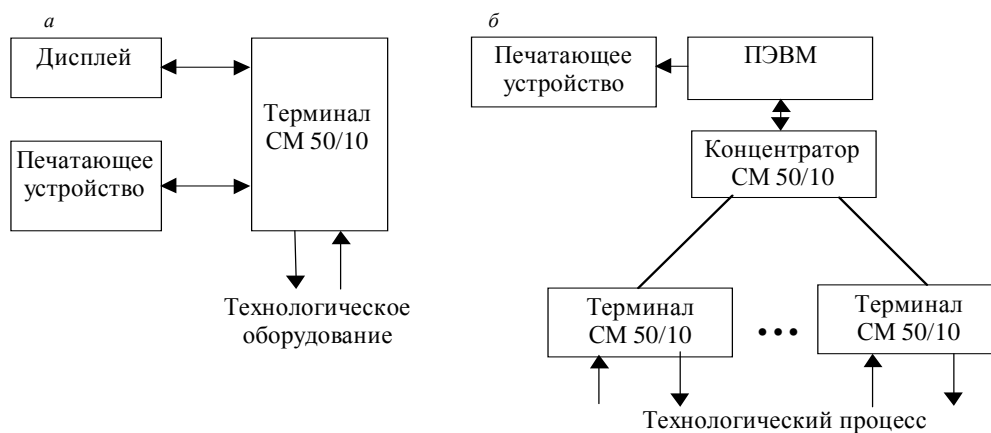 а
Дисплей
Терминал
СМ 50/10
Печатающее
устройство
Технологическое
оборудование
б
Печатающее
устройство
ПЭВМ
Концентратор
СМ 50/10
Терминал
СМ 50/10
Терминал
СМ 50/10
Технологический процесс